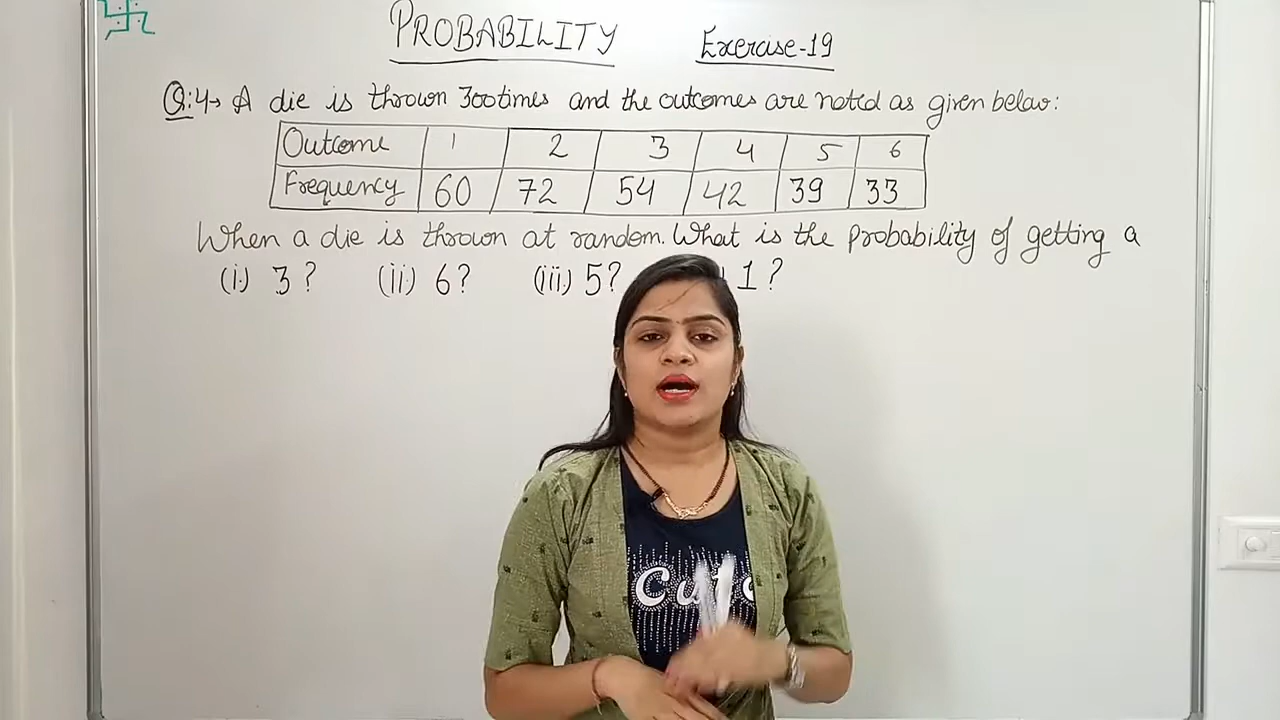 PROBABILITY Exercise-19
Q:4→ A die is thrown 300times and the outcomes are noted as given below:
Outcome 1 2 3 4 5 6
Frequency 60 72 54 42 39 33
When a die is thrown at random. What is the probability of getting a
(i) 3? (ii) 6? (iii) 5? 1?